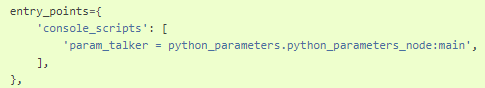 entry_points={
    'console_scripts': [
        'param_talker = python_parameters.python_parameters_node:main',
    ],
},